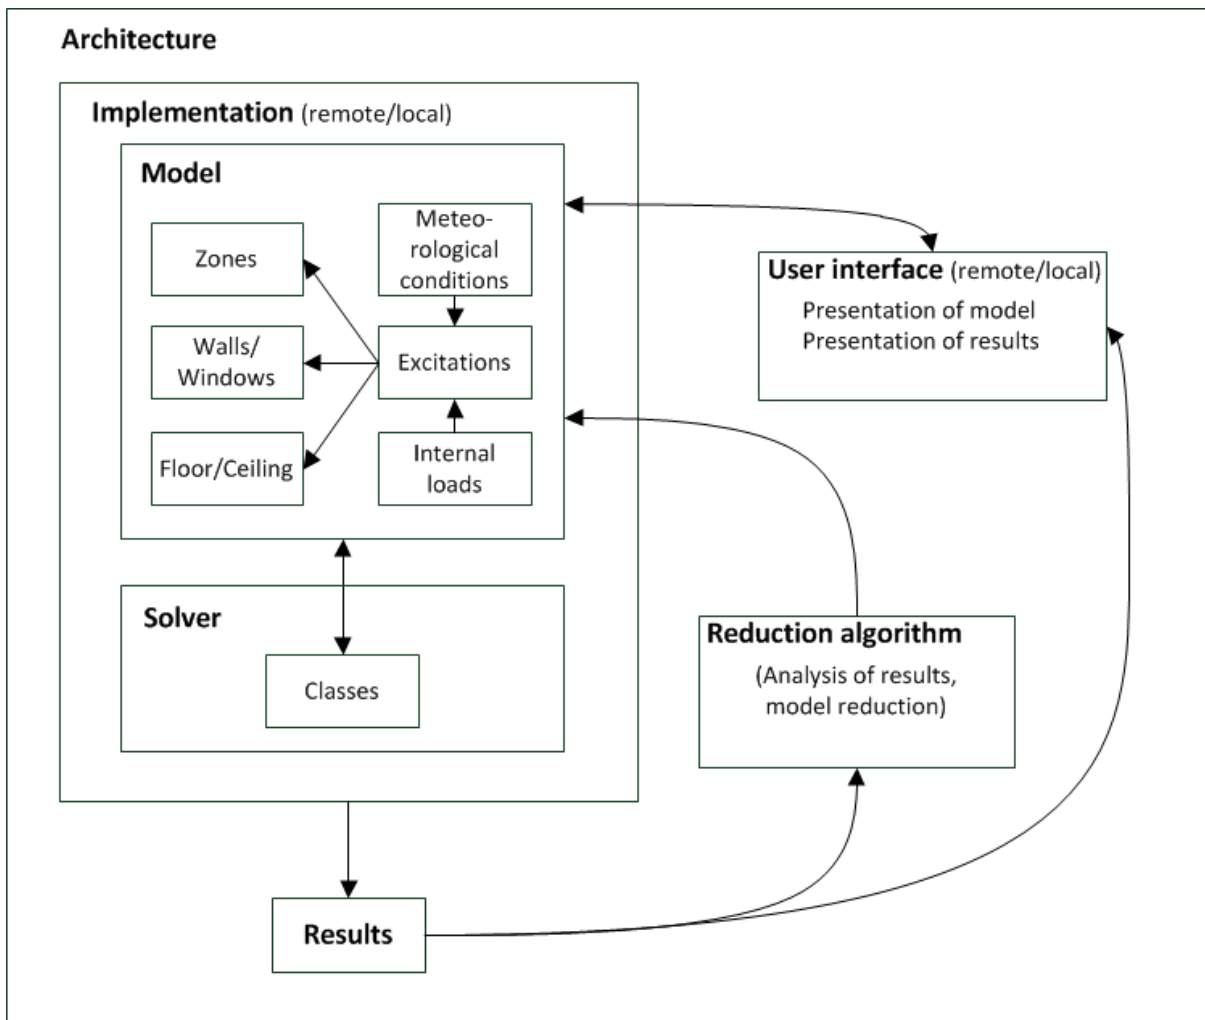 Architecture
Implementation (remote/local)
Model
Zones
Meteo-
rological
conditions
Walls/
Windows
Excitations
Floor/Ceiling
Internal
loads
Solver
Classes
Results
User interface (remote/local)
Presentation of model
Presentation of results
Reduction algorithm
(Analysis of results,
model reduction)